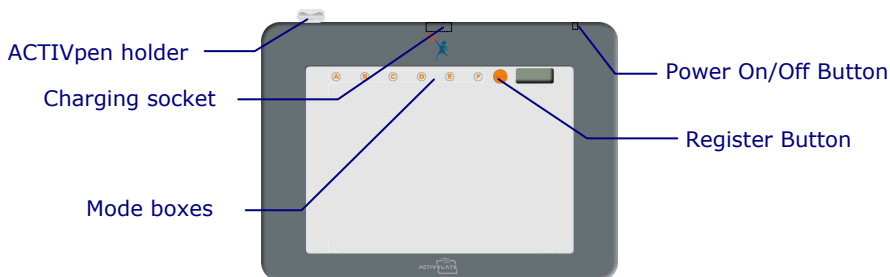 ACTIVpen holder
Charging socket
Mode boxes
Power On/Off Button
Register Button
A B C D E F
ACTIVSLATE